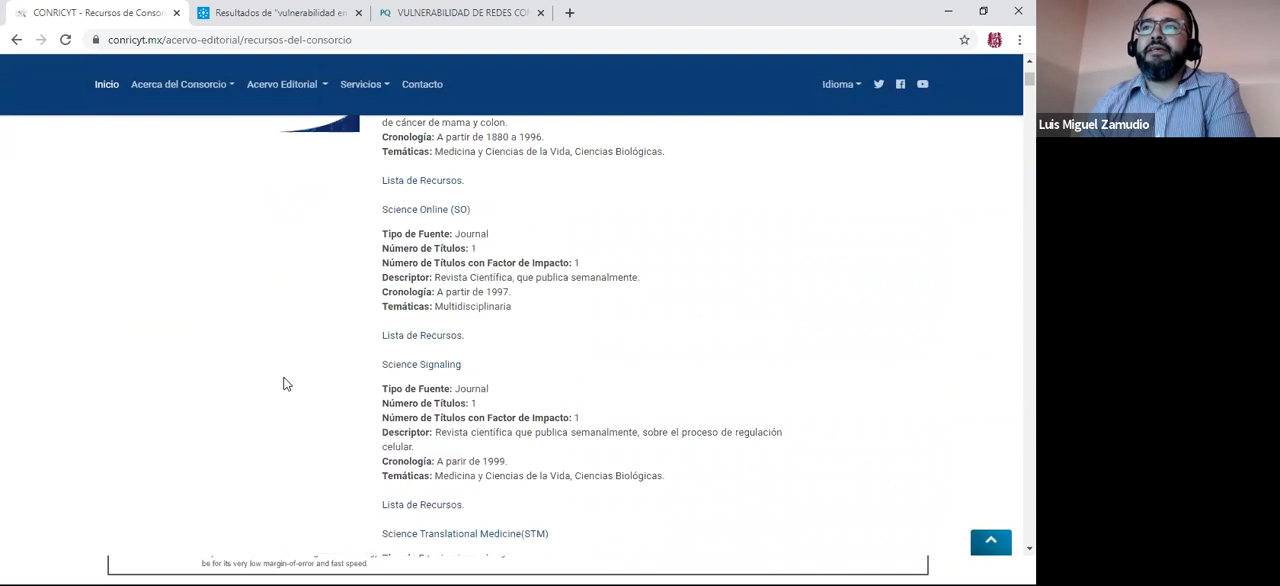 CONRICYT - Recursos de Consor
Resultados de "vulnerabilidad en
PQ VULNERABILIDAD DE REDES CO
conricyt.mx/acervo-editorial/recursos-del-consorcio
Inicio Acerca del Consorcio Acervo Editorial Servicios Contacto Idioma
Luis Miguel Zamudio
de cáncer de mama y colon.
Cronología: A partir de 1880 a 1996.
Temáticas: Medicina y Ciencias de la Vida, Ciencias Biológicas.
Lista de Recursos.
Science Online (SO)
Tipo de Fuente: Journal
Número de Títulos: 1
Número de Títulos con Factor de Impacto: 1
Descriptor: Revista Científica, que publica semanalmente.
Cronología: A partir de 1997.
Temáticas: Multidisciplinaria
Lista de Recursos.
Science Signaling
Tipo de Fuente: Journal
Número de Títulos: 1
Número de Títulos con Factor de Impacto: 1
Descriptor: Revista científica que publica semanalmente, sobre el proceso de regulación
celular.
Cronología: A parir de 1999.
Temáticas: Medicina y Ciencias de la Vida, Ciencias Biológicas.
Lista de Recursos.
Science Translational Medicine(STM)
be for its very low margin-of-error and fast speed.